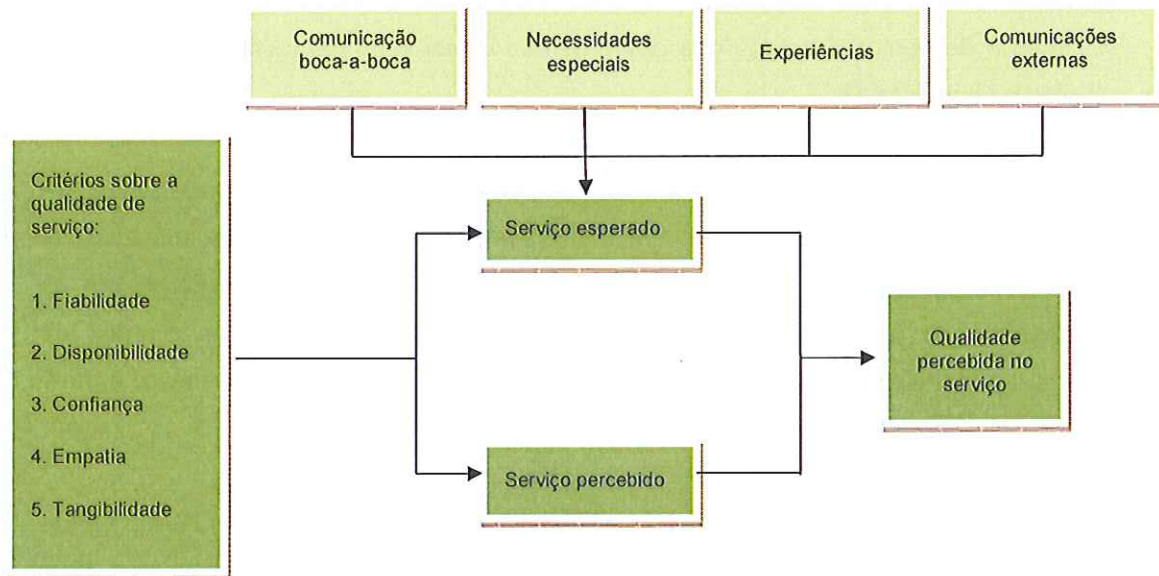 Comunicação
boca-a-boca
Necessidades
especiais
Experiências
Comunicações
externas
Critérios sobre a
qualidade de
serviço:
1. Fiabilidade
2. Disponibilidade
3. Confiança
4. Empatia
5. Tangibilidade
Serviço esperado
Serviço percebido
Qualidade
percebida no
serviço